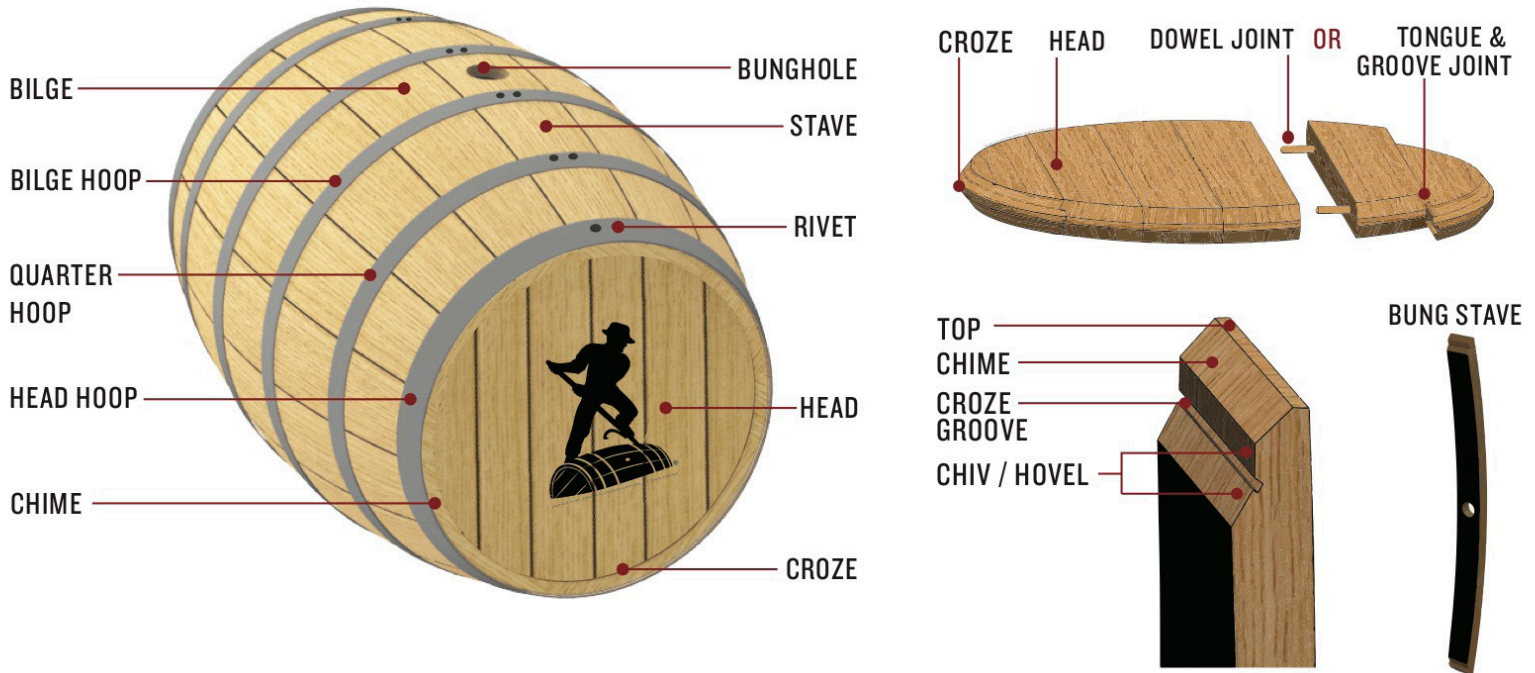 BILGE
BILGE HOOP
QUARTER
HOOP
HEAD HOOP
CHIME
BUNGHOLE
STAVE
RIVET
HEAD
CROZE
CROZE
HEAD
DOWEL JOINT OR
TONGUE &
GROOVE JOINT
TOP
CHIME
CROZE
GROOVE
CHIV / HOVEL
BUNG STAVE